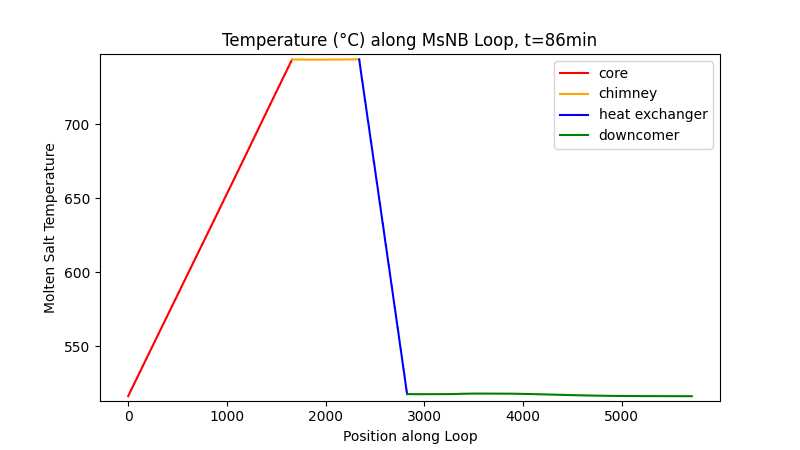 Temperature (°C) along MsNB Loop, t=86min
core
chimney
heat exchanger
downcomer
Molten Salt Temperature
700
650
600
550
0
1000
2000
3000
4000
5000
Position along Loop